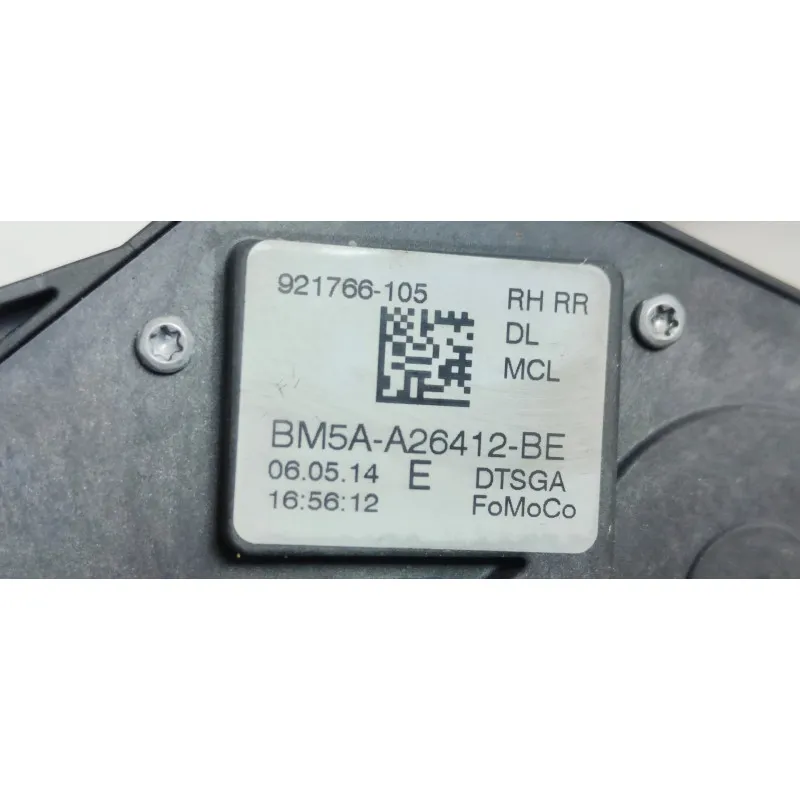 921766-105 RH RR
DL
MCL
BM5A-A26412-BE
06.05.14 E DTSGA
16:56:12 FoMoCo